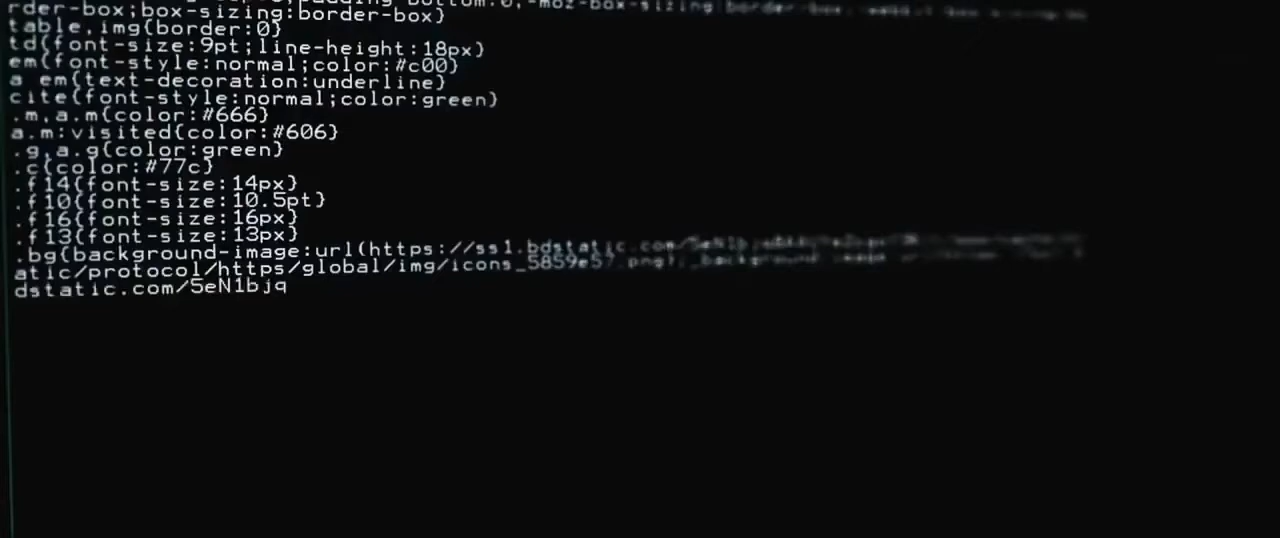 rder-box;box-sizing:border-box}
table,img{border:0}
td{font-size:9pt;line-height:18px}
em{font-style:normal;color:#c00}
a em{text-decoration:underline}
cite{font-style:normal;color:green}
.m,a.m{color:#666}
a.m:visited{color:#606}
.g,a.g{color:green}
.c{color:#77c}
.f14{font-size:14px}
.f10{font-size:10.5pt}
.f16{font-size:16px}
.f13{font-size:13px}
.bg{background-image:url(https://ss1.bdstatic.com/
atic/protocol/https/global/img/icons_5859e57.png);_background
dstatic.com/5eN1bjq